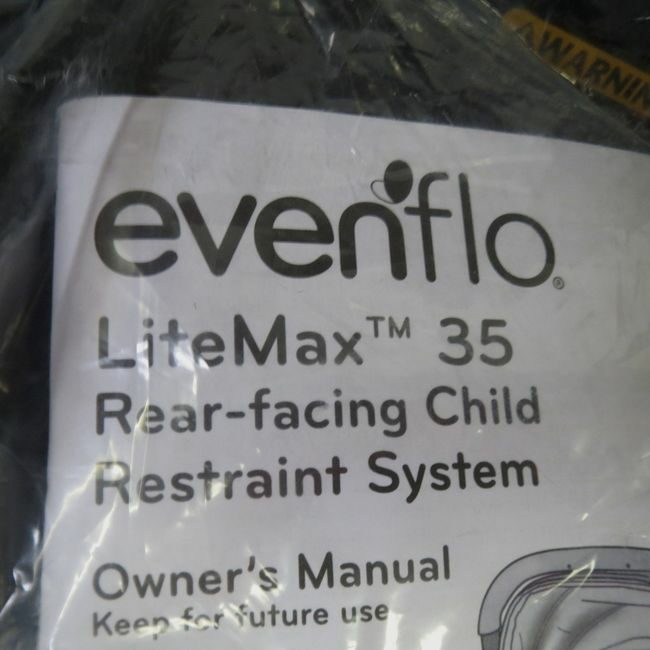 ⚠WARNING
evenflo®
LiteMax™ 35
Rear-facing Child
Restraint System
Owner's Manual
Keep for future use